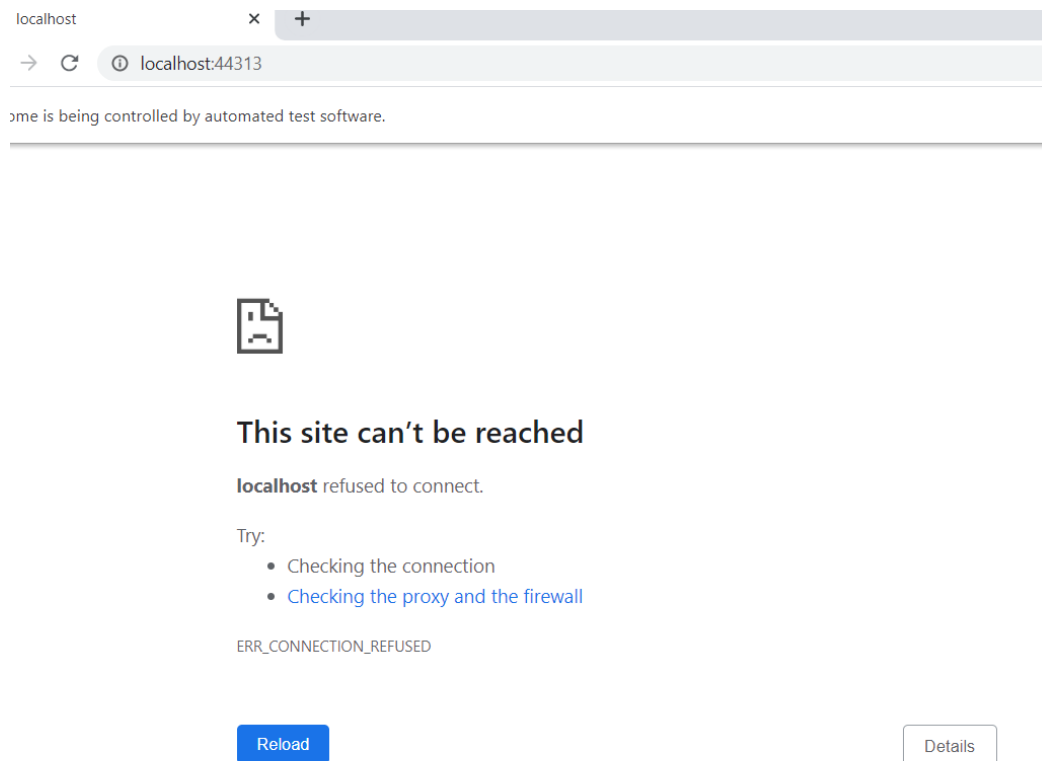 localhost
localhost:44313
ome is being controlled by automated test software.
This site can’t be reached
localhost refused to connect.
Try:
Checking the connection
Checking the proxy and the firewall
ERR_CONNECTION_REFUSED
Reload
Details